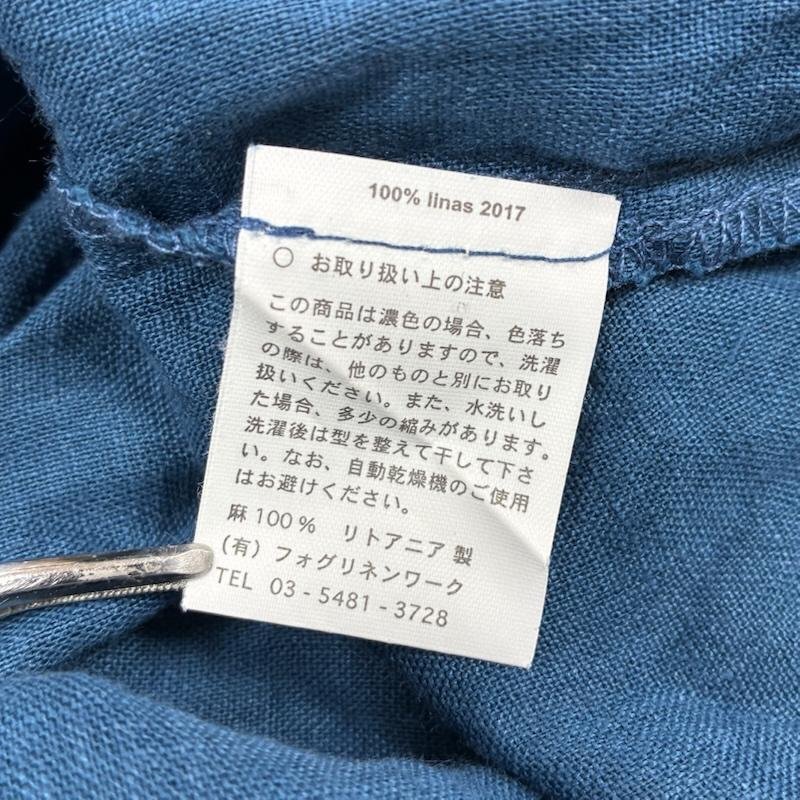 100% linas 2017
○ お取り扱い上の注意
この商品は濃色の場合、色落ち
することがありますので、洗濯
の際は、他のものと別にお取り
扱いください。また、水洗いし
た場合、多少の縮みがあります。
洗濯後は型を整えて干して下さ
い。なお、自動乾燥機のご使用
はお避けください。
麻100% リトアニア製
(有) フォグリネンワーク
TEL 03-5481-3728